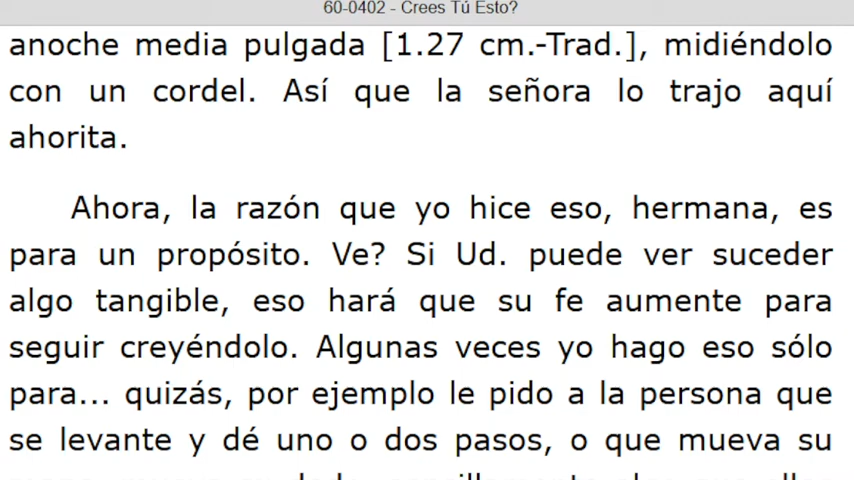 60-0402 - Crees Tú Esto?
anoche media pulgada [1.27 cm.-Trad.], midiéndolo
con un cordel. Así que la señora lo trajo aquí
ahorita.
Ahora, la razón que yo hice eso, hermana, es
para un propósito. Ve? Si Ud. puede ver suceder
algo tangible, eso hará que su fe aumente para
seguir creyéndolo. Algunas veces yo hago eso sólo
para... quizás, por ejemplo le pido a la persona que
se levante y dé uno o dos pasos, o que mueva su